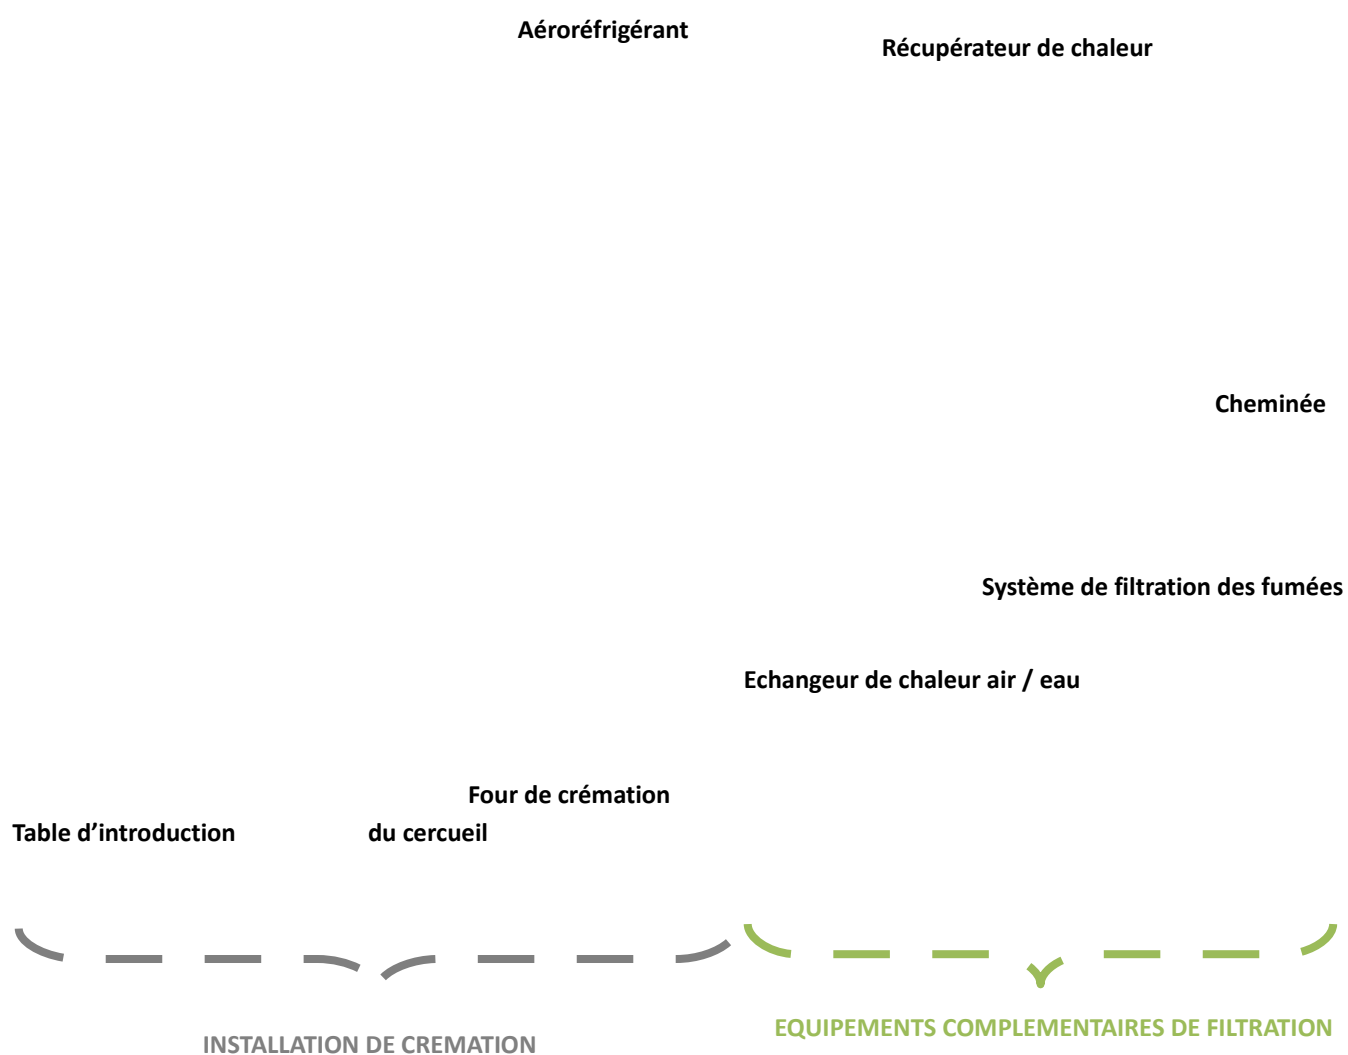 Aéroréfrigérant
Récupérateur de chaleur
Cheminée
Système de filtration des fumées
Echangeur de chaleur air / eau
Four de crémation
Table d’introduction du cercueil
EQUIPEMENTS COMPLEMENTAIRES DE FILTRATION
INSTALLATION DE CREMATION